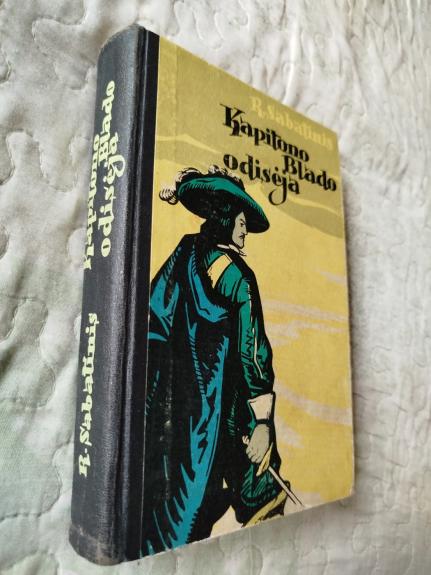 R. Sabatinis
Kapitono
Blado
odisėja
R. Sabatinis
Kapitono
Blado
odisėja